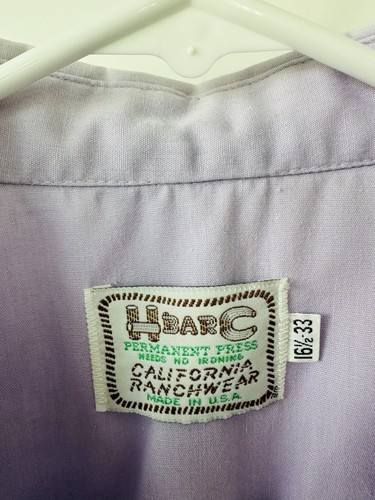 H BAR C
PERMANENT PRESS
NEEDS NO IRONING
CALIFORNIA
RANCHWEAR
MADE IN U.S.A.
16½-33